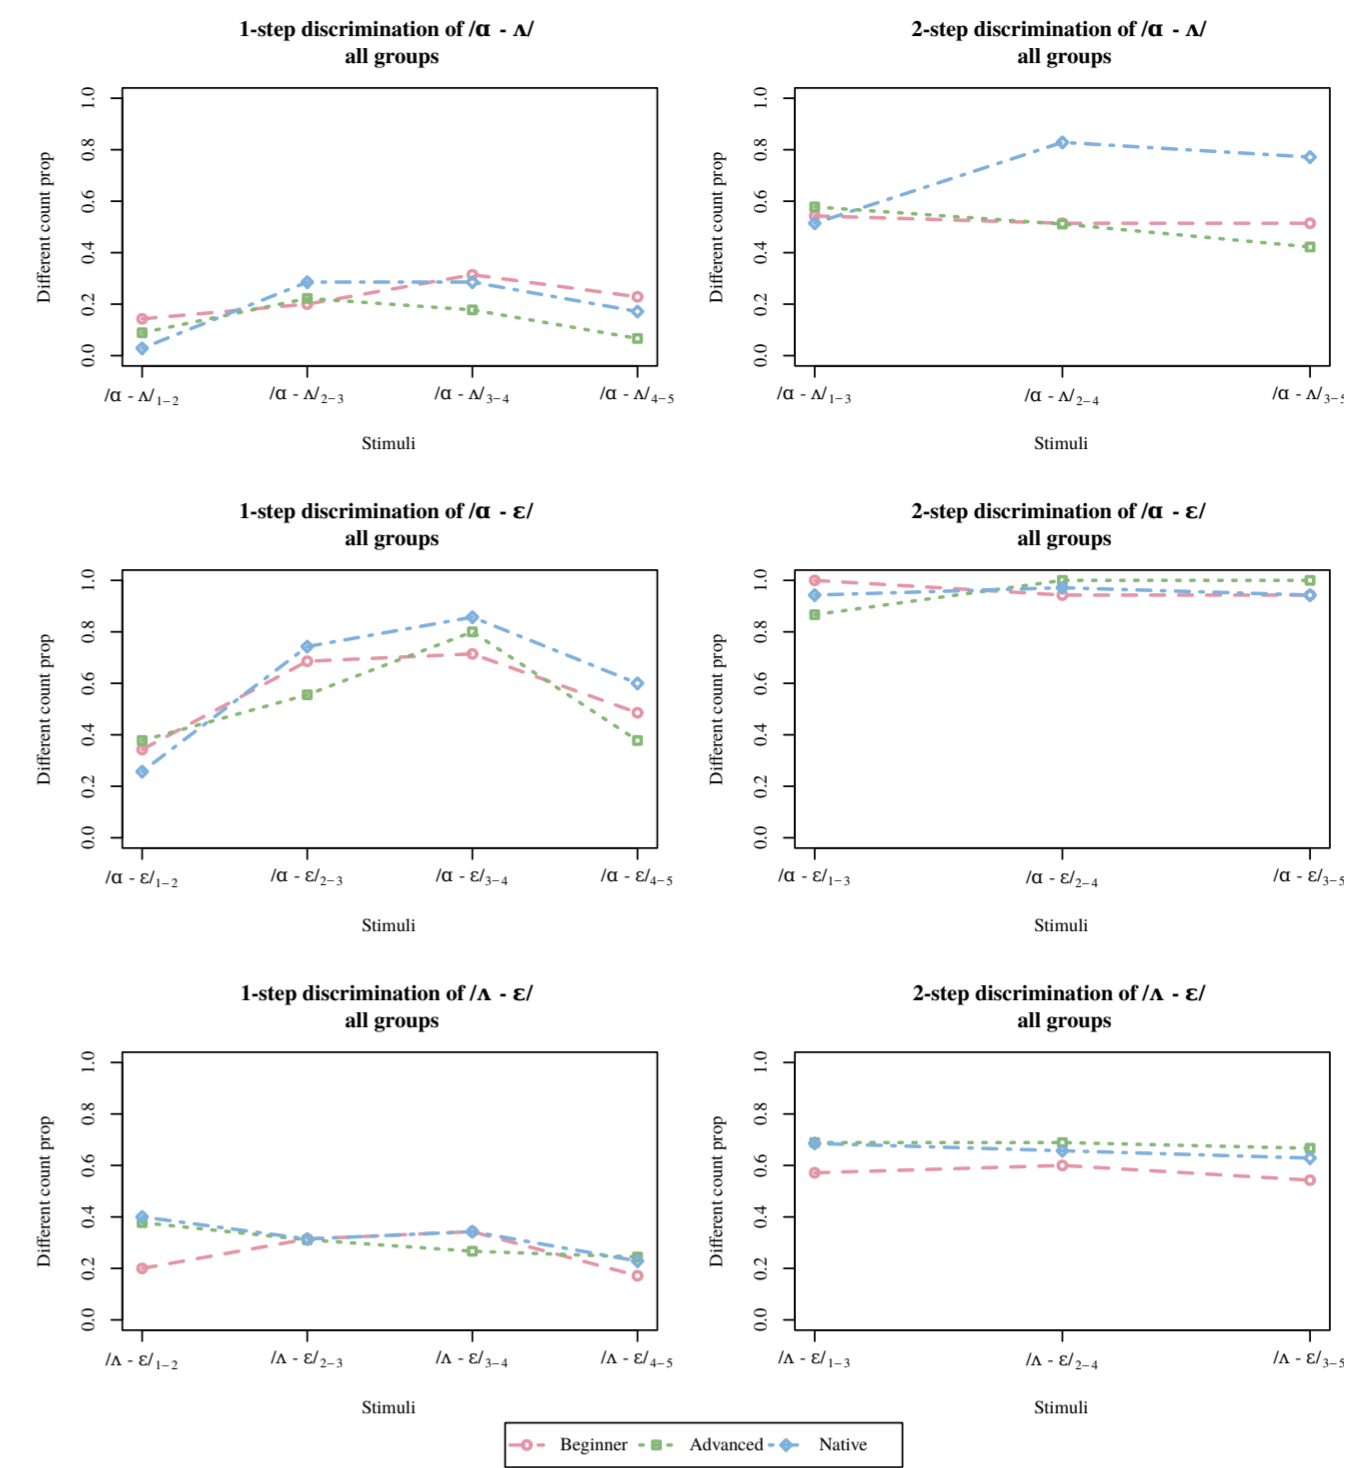 1-step discrimination of /ɑ - ʌ/
all groups
Different count prop
1.0
0.8
0.6
0.4
0.2
0.0
/ɑ - ʌ/1−2
/ɑ - ʌ/2−3
/ɑ - ʌ/3−4
/ɑ - ʌ/4−5
Stimuli
2-step discrimination of /ɑ - ʌ/
all groups
Different count prop
1.0
0.8
0.6
0.4
0.2
0.0
/ɑ - ʌ/1−3
/ɑ - ʌ/2−4
/ɑ - ʌ/3−5
Stimuli
1-step discrimination of /ɑ - ɛ/
all groups
Different count prop
1.0
0.8
0.6
0.4
0.2
0.0
/ɑ - ɛ/1−2
/ɑ - ɛ/2−3
/ɑ - ɛ/3−4
/ɑ - ɛ/4−5
Stimuli
2-step discrimination of /ɑ - ɛ/
all groups
Different count prop
1.0
0.8
0.6
0.4
0.2
0.0
/ɑ - ɛ/1−3
/ɑ - ɛ/2−4
/ɑ - ɛ/3−5
Stimuli
1-step discrimination of /ʌ - ɛ/
all groups
Different count prop
1.0
0.8
0.6
0.4
0.2
0.0
/ʌ - ɛ/1−2
/ʌ - ɛ/2−3
/ʌ - ɛ/3−4
/ʌ - ɛ/4−5
Stimuli
2-step discrimination of /ʌ - ɛ/
all groups
Different count prop
1.0
0.8
0.6
0.4
0.2
0.0
/ʌ - ɛ/1−3
/ʌ - ɛ/2−4
/ʌ - ɛ/3−5
Stimuli
Beginner Advanced Native